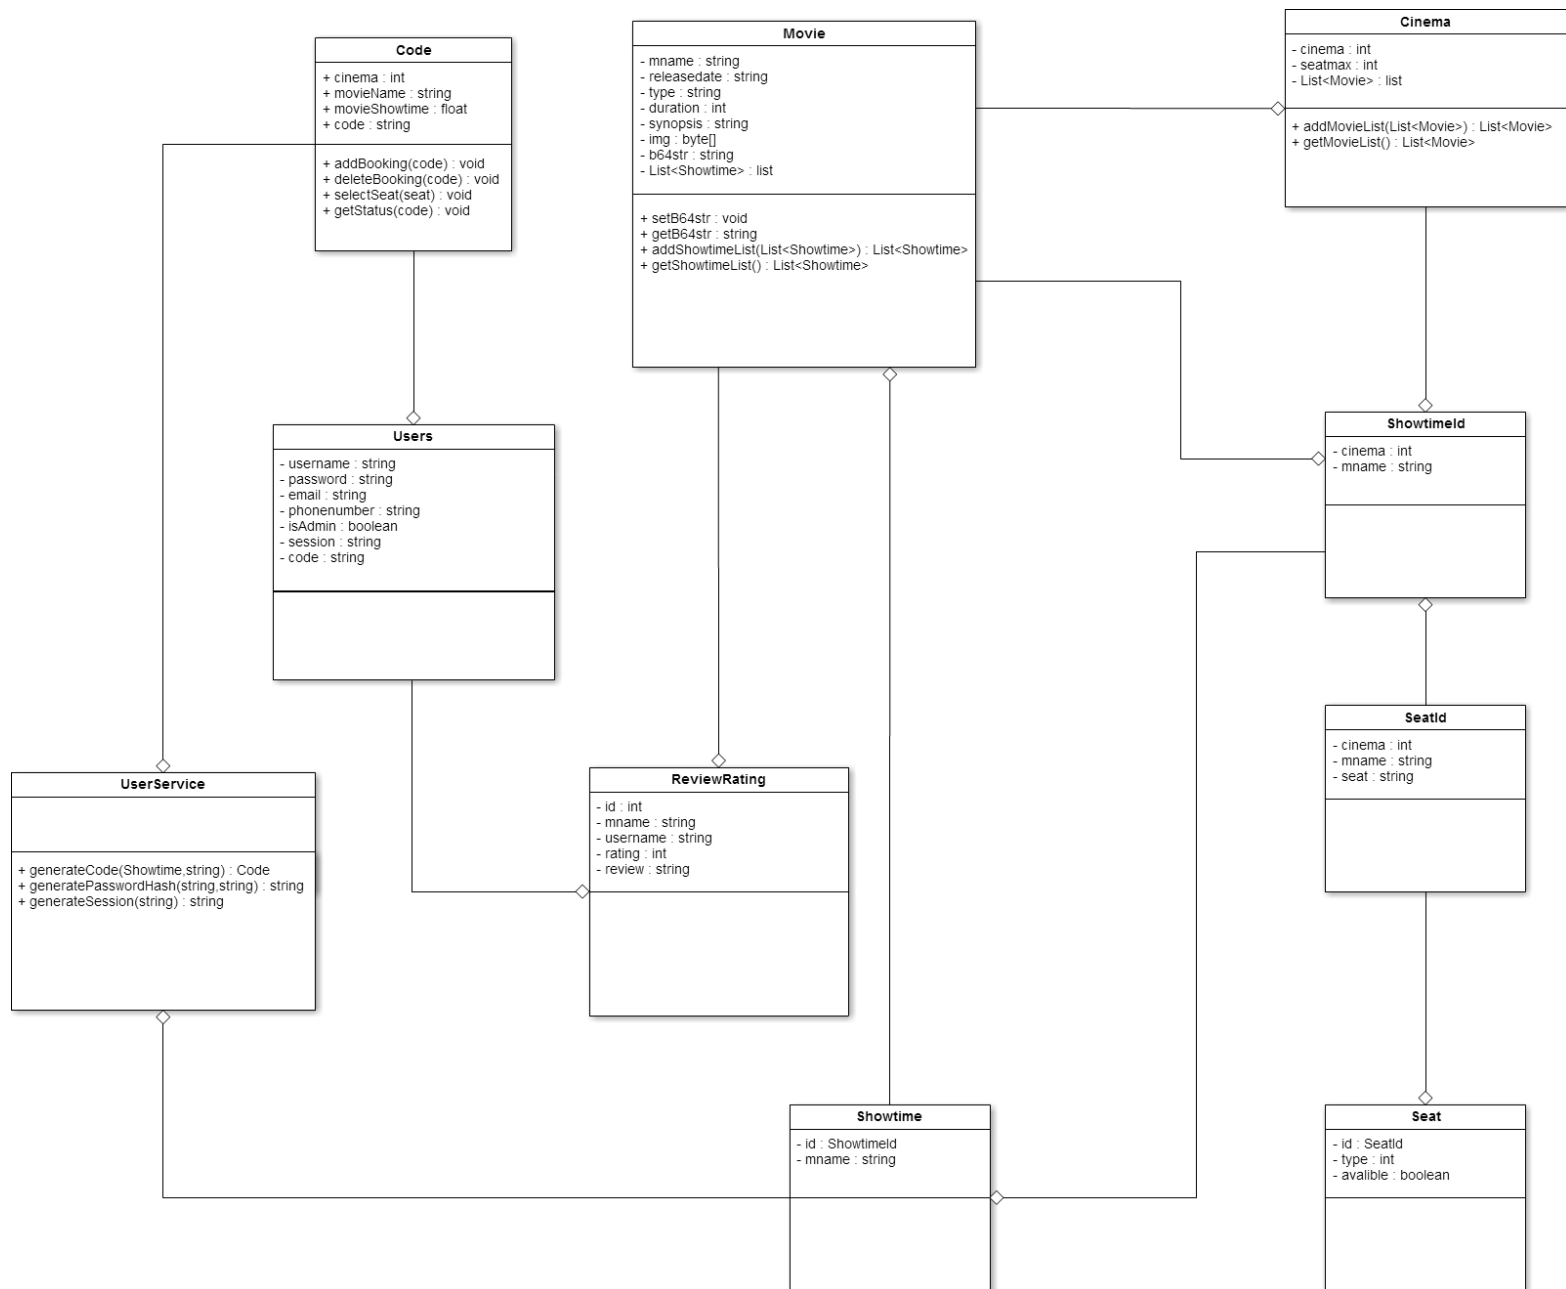 Code
+ cinema : int
+ movieName : string
+ movieShowtime : float
+ code : string
+ addBooking(code) : void
+ deleteBooking(code) : void
+ selectSeat(seat) : void
+ getStatus(code) : void
Movie
- mname : string
- releasedate : string
- type : string
- duration : int
- synopsis : string
- img : byte[]
- b64str : string
- List<Showtime> : list
+ setB64str : void
+ getB64str : string
+ addShowtimeList(List<Showtime>) : List<Showtime>
+ getShowtimeList() : List<Showtime>
Cinema
- cinema : int
- seatmax : int
- List<Movie> : list
+ addMovieList(List<Movie>) : List<Movie>
+ getMovieList() : List<Movie>
Users
- username : string
- password : string
- email : string
- phonenumber : string
- isAdmin : boolean
- session : string
- code : string
ShowtimeId
- cinema : int
- mname : string
SeatId
- cinema : int
- mname : string
- seat : string
UserService
+ generateCode(Showtime,string) : Code
+ generatePasswordHash(string,string) : string
+ generateSession(string) : string
ReviewRating
- id : int
- mname : string
- username : string
- rating : int
- review : string
Showtime
- id : ShowtimeId
- mname : string
Seat
- id : SeatId
- type : int
- avalible : boolean